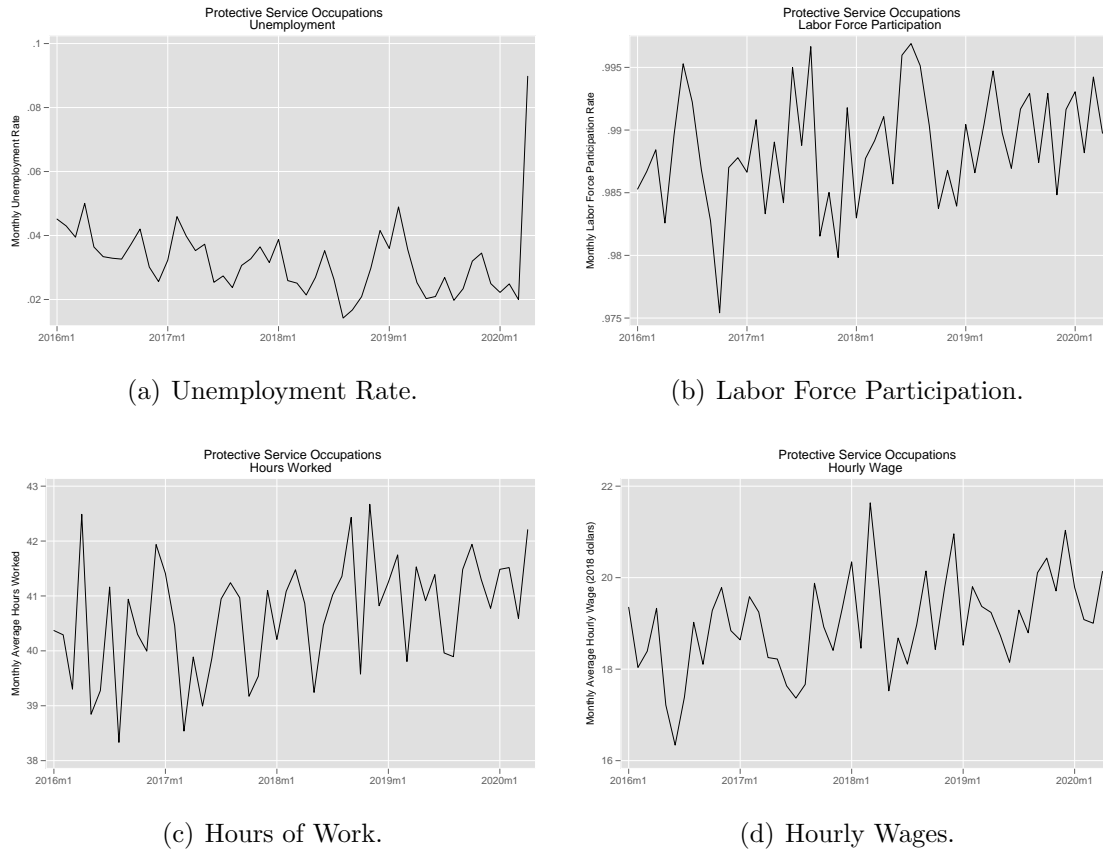 Protective Service Occupations
Unemployment
Monthly Unemployment Rate
.1
.08
.06
.04
.02
2016m1 2017m1 2018m1 2019m1 2020m1
(a) Unemployment Rate.
Protective Service Occupations
Labor Force Participation
Monthly Labor Force Participation Rate
.995
.99
.985
.98
.975
2016m1 2017m1 2018m1 2019m1 2020m1
(b) Labor Force Participation.
Protective Service Occupations
Hours Worked
Monthly Average Hours Worked
43
42
41
40
39
38
2016m1 2017m1 2018m1 2019m1 2020m1
(c) Hours of Work.
Protective Service Occupations
Hourly Wage
Monthly Average Hourly Wage (2018 dollars)
22
20
18
16
2016m1 2017m1 2018m1 2019m1 2020m1
(d) Hourly Wages.